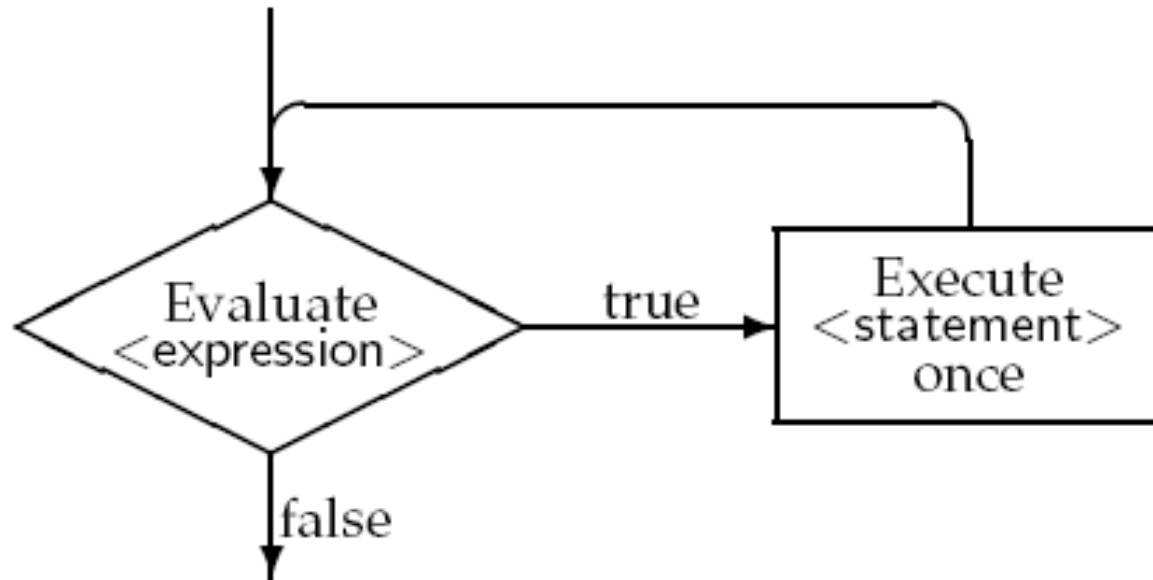 Evaluate
<expression>
true
Execute
<statement>
once
false